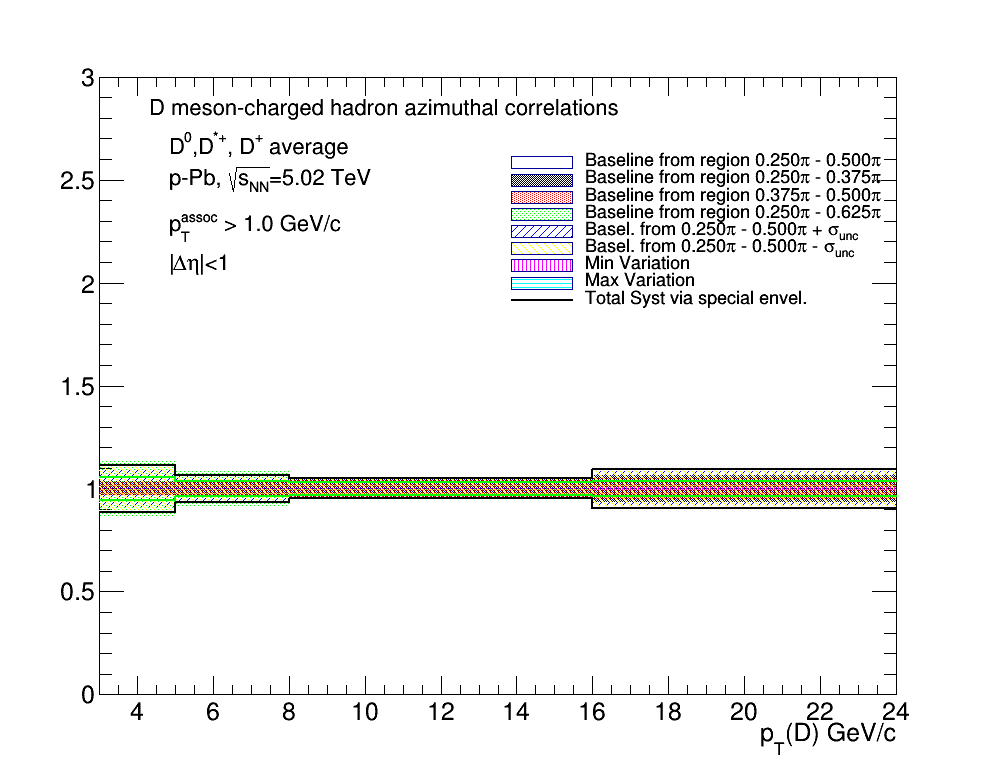 3
D meson-charged hadron azimuthal correlations
D⁰,D*⁺, D⁺ average
p-Pb, √sNN=5.02 TeV
pTassoc > 1.0 GeV/c
|Δη|<1
Baseline from region 0.250π - 0.500π
Baseline from region 0.250π - 0.375π
Baseline from region 0.375π - 0.500π
Baseline from region 0.250π - 0.625π
Basel. from 0.250π - 0.500π + σunc
Basel. from 0.250π - 0.500π - σunc
Min Variation
Max Variation
Total Syst via special envel.
2.5
2
1.5
1
0.5
0
4 6 8 10 12 14 16 18 20 22 24
pT(D) GeV/c